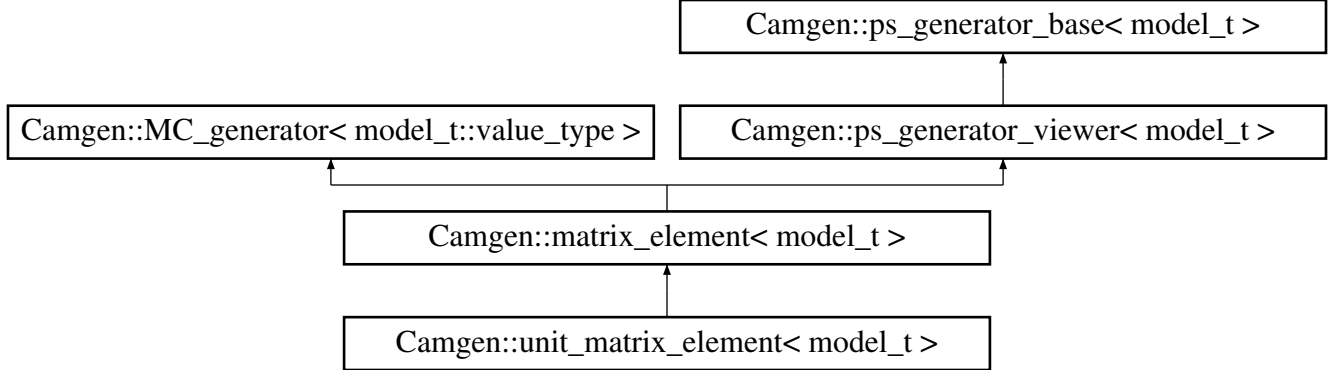 Camgen::ps_generator_base< model_t >
Camgen::MC_generator< model_t::value_type >
Camgen::ps_generator_viewer< model_t >
Camgen::matrix_element< model_t >
Camgen::unit_matrix_element< model_t >